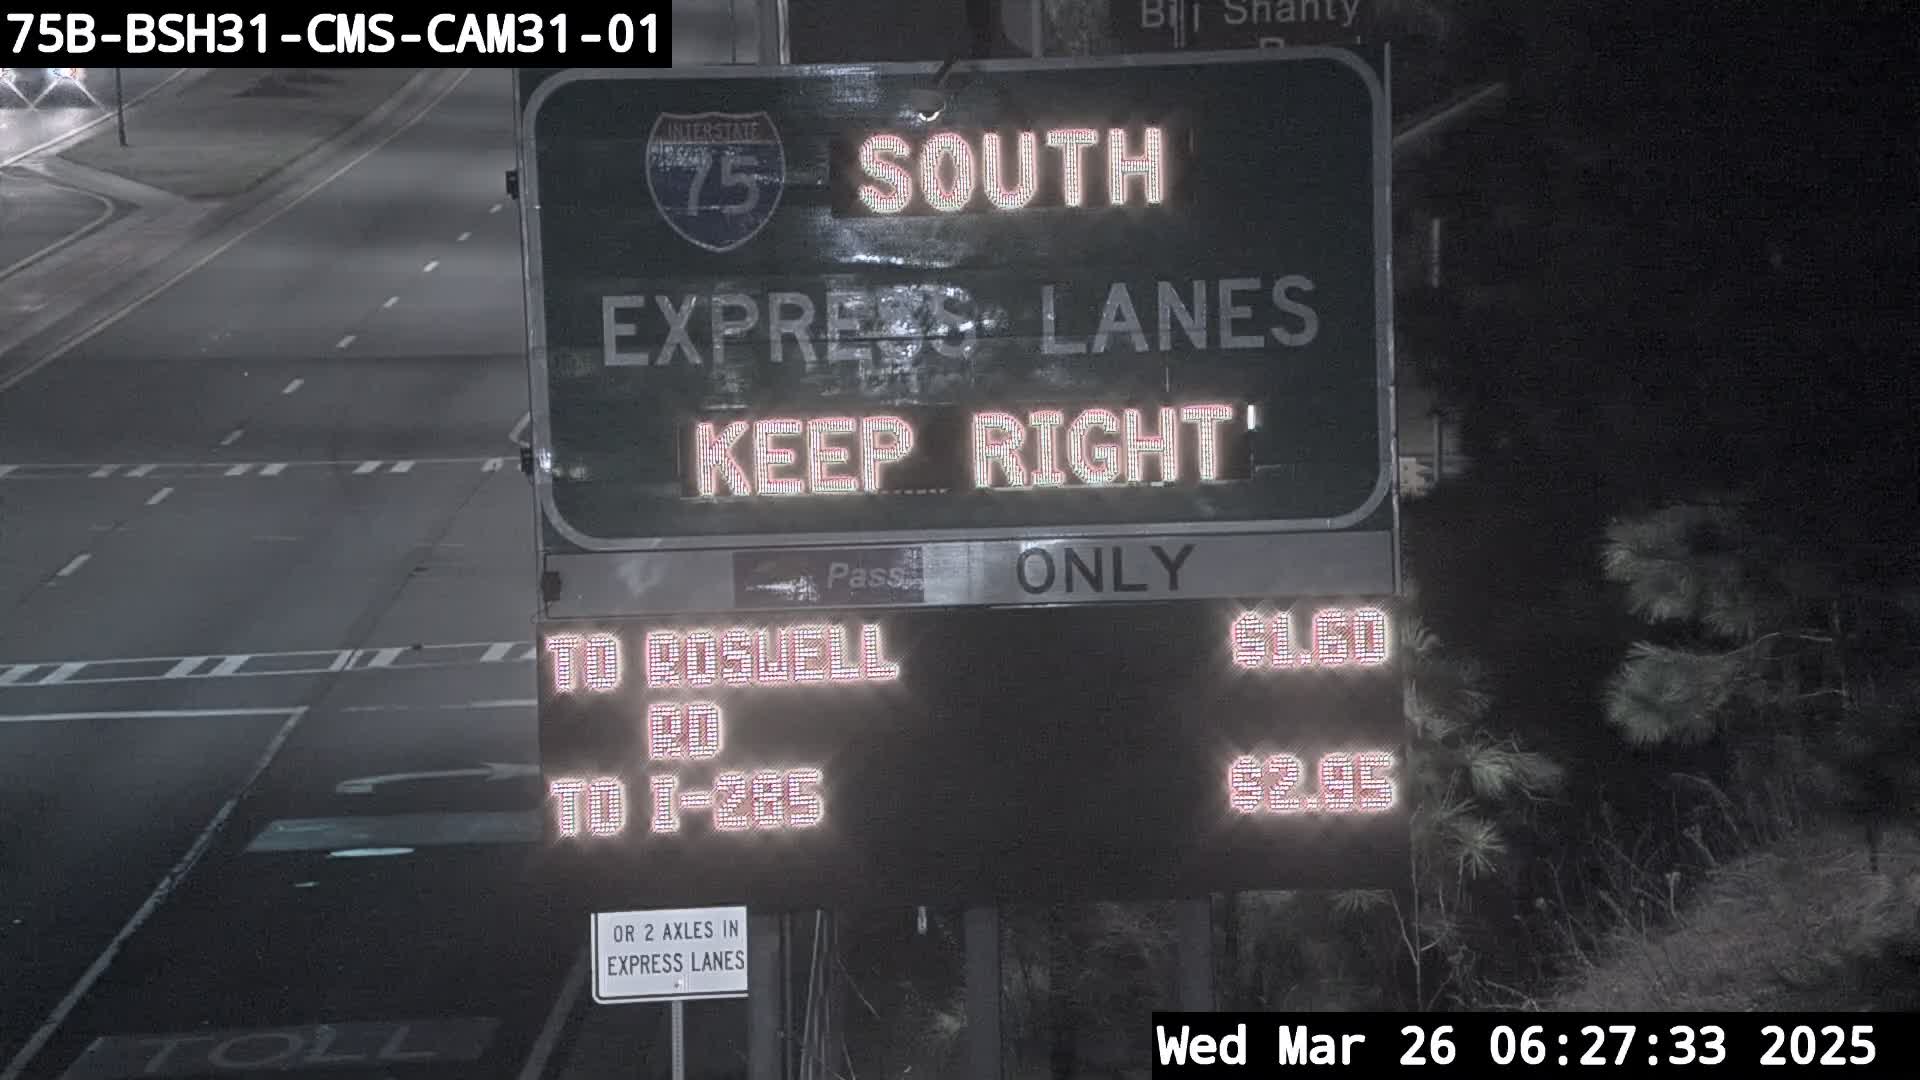 75B-BSH31-CMS-CAM31-01
Bill Shanty
INTERSTATE
75
SOUTH
EXPRESS LANES
KEEP RIGHT
Pass ONLY
TO ROSWELL $1.60
RD
TO I-285 $2.95
OR 2 AXLES IN
EXPRESS LANES
TOLL
Wed Mar 26 06:27:33 2025